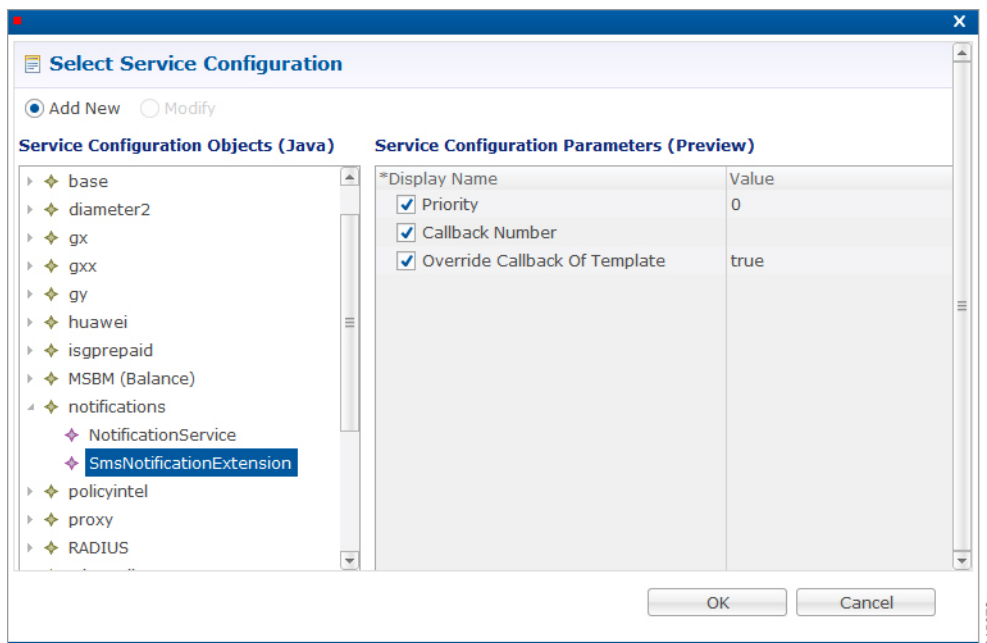 X
Select Service Configuration
Add New Modify
Service Configuration Objects (Java)
Service Configuration Parameters (Preview)
base
diameter2
gx
gxx
gy
huawei
isgprepaid
MSBM (Balance)
notifications
NotificationService
SmsNotificationExtension
policyintel
proxy
RADIUS
*Display Name Value
Priority 0
Callback Number
Override Callback Of Template true
OK Cancel